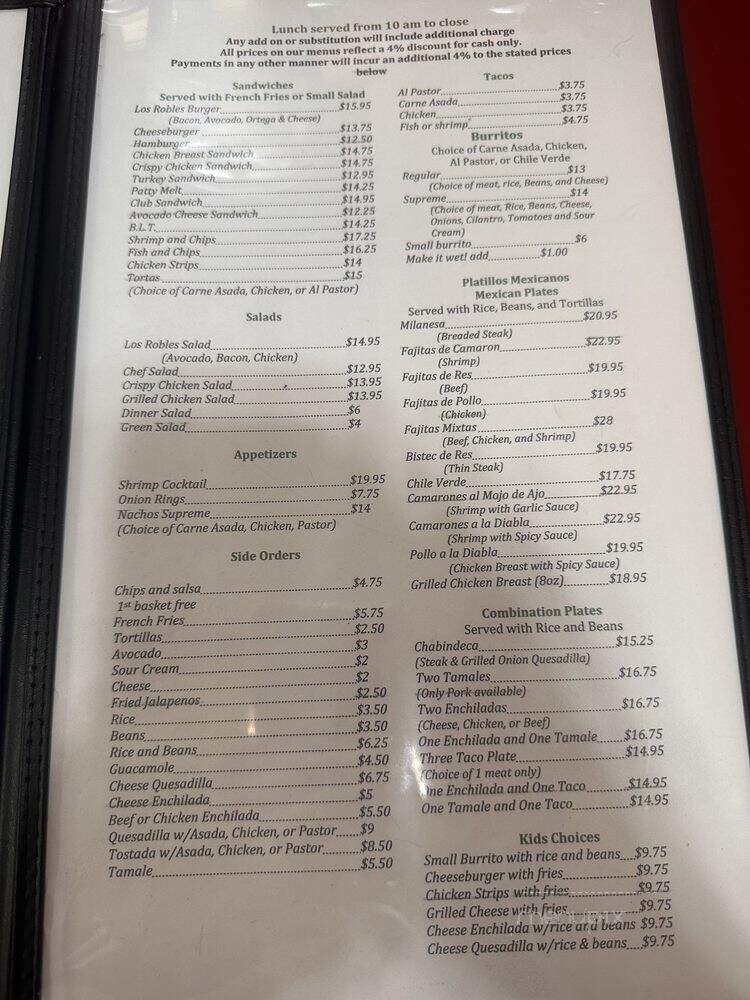 Lunch served from 10 am to close
Any add on or substitution will include additional charge
All prices on our menus reflect a 4% discount for cash only.
Payments in any other manner will incur an additional 4% to the stated prices
below
Sandwiches
Served with French Fries or Small Salad
Los Robles Burger $15.95
(Bacon, Avocado, Ortega & Cheese)
Cheeseburger $13.75
Hamburger $12.50
Chicken Breast Sandwich $14.75
Crispy Chicken Sandwich $14.75
Turkey Sandwich $12.95
Patty Melt $14.25
Club Sandwich $14.95
Avocado Cheese Sandwich $12.25
B.L.T. $14.25
Shrimp and Chips $17.25
Fish and Chips $16.25
Chicken Strips $14
Tortas $15
(Choice of Carne Asada, Chicken, or Al Pastor)
Salads
Los Robles Salad $14.95
(Avocado, Bacon, Chicken)
Chef Salad $12.95
Crispy Chicken Salad $13.95
Grilled Chicken Salad $13.95
Dinner Salad $6
Green Salad $4
Appetizers
Shrimp Cocktail $19.95
Onion Rings $7.75
Nachos Supreme $14
(Choice of Carne Asada, Chicken, Pastor)
Side Orders
Chips and salsa $4.75
1st basket free
French Fries $5.75
Tortillas $2.50
Avocado $3
Sour Cream $2
Cheese $2
Fried Jalapenos $2.50
Rice $3.50
Beans $3.50
Rice and Beans $6.25
Guacamole $4.50
Cheese Quesadilla $6.75
Cheese Enchilada $5
Beef or Chicken Enchilada $5.50
Quesadilla w/Asada, Chicken, or Pastor $9
Tostada w/Asada, Chicken, or Pastor $8.50
Tamale $5.50
Tacos
Al Pastor $3.75
Carne Asada $3.75
Chicken $3.75
Fish or shrimp $4.75
Burritos
Choice of Carne Asada, Chicken,
Al Pastor, or Chile Verde
Regular $13
(Choice of meat, rice, Beans, and Cheese)
Supreme $14
(Choice of meat, Rice, Beans, Cheese,
Onions, Cilantro, Tomatoes and Sour
Cream)
Small burrito $6
Make it wet! add $1.00
Platillos Mexicanos
Mexican Plates
Served with Rice, Beans, and Tortillas
Milanesa $20.95
(Breaded Steak)
Fajitas de Camaron $22.95
(Shrimp)
Fajitas de Res $19.95
(Beef)
Fajitas de Pollo $19.95
(Chicken)
Fajitas Mixtas $28
(Beef, Chicken, and Shrimp)
Bistec de Res $19.95
(Thin Steak)
Chile Verde $17.75
Camarones al Mojo de Ajo $22.95
(Shrimp with Garlic Sauce)
Camarones a la Diabla $22.95
(Shrimp with Spicy Sauce)
Pollo a la Diabla $19.95
(Chicken Breast with Spicy Sauce)
Grilled Chicken Breast (8oz) $18.95
Combination Plates
Served with Rice and Beans
Chabindeca $15.25
(Steak & Grilled Onion Quesadilla)
Two Tamales $16.75
(Only Pork available)
Two Enchiladas $16.75
(Cheese, Chicken, or Beef)
One Enchilada and One Tamale $16.75
Three Taco Plate $14.95
(Choice of 1 meat only)
One Enchilada and One Taco $14.95
One Tamale and One Taco $14.95
Kids Choices
Small Burrito with rice and beans $9.75
Cheeseburger with fries $9.75
Chicken Strips with fries $9.75
Grilled Cheese with fries $9.75
Cheese Enchilada w/rice and beans $9.75
Cheese Quesadilla w/rice & beans $9.75